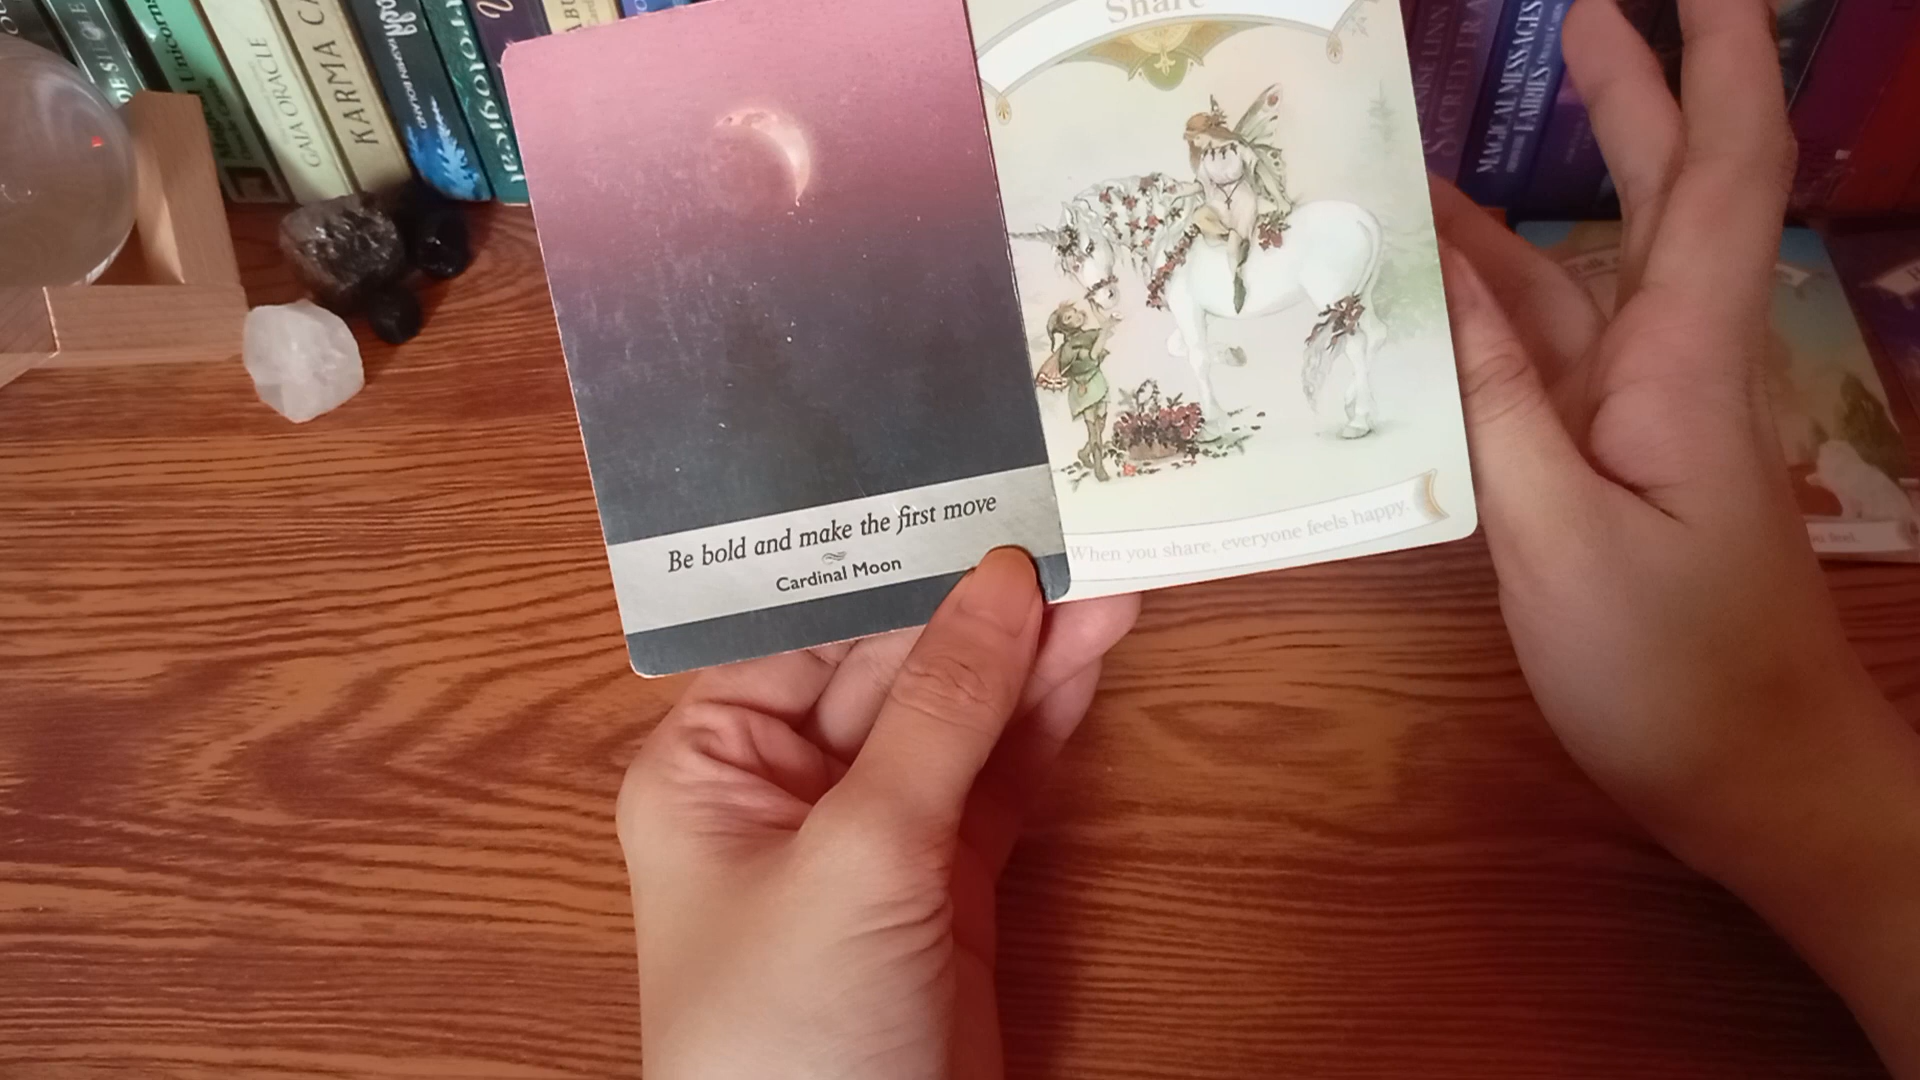 Unicorns
GAIA ORACLE
KARMA CA
Share
SACRED
MAGICAL MESSAGES
FAIRIES
Be bold and make the first move
Cardinal Moon
When you share, everyone feels happy.